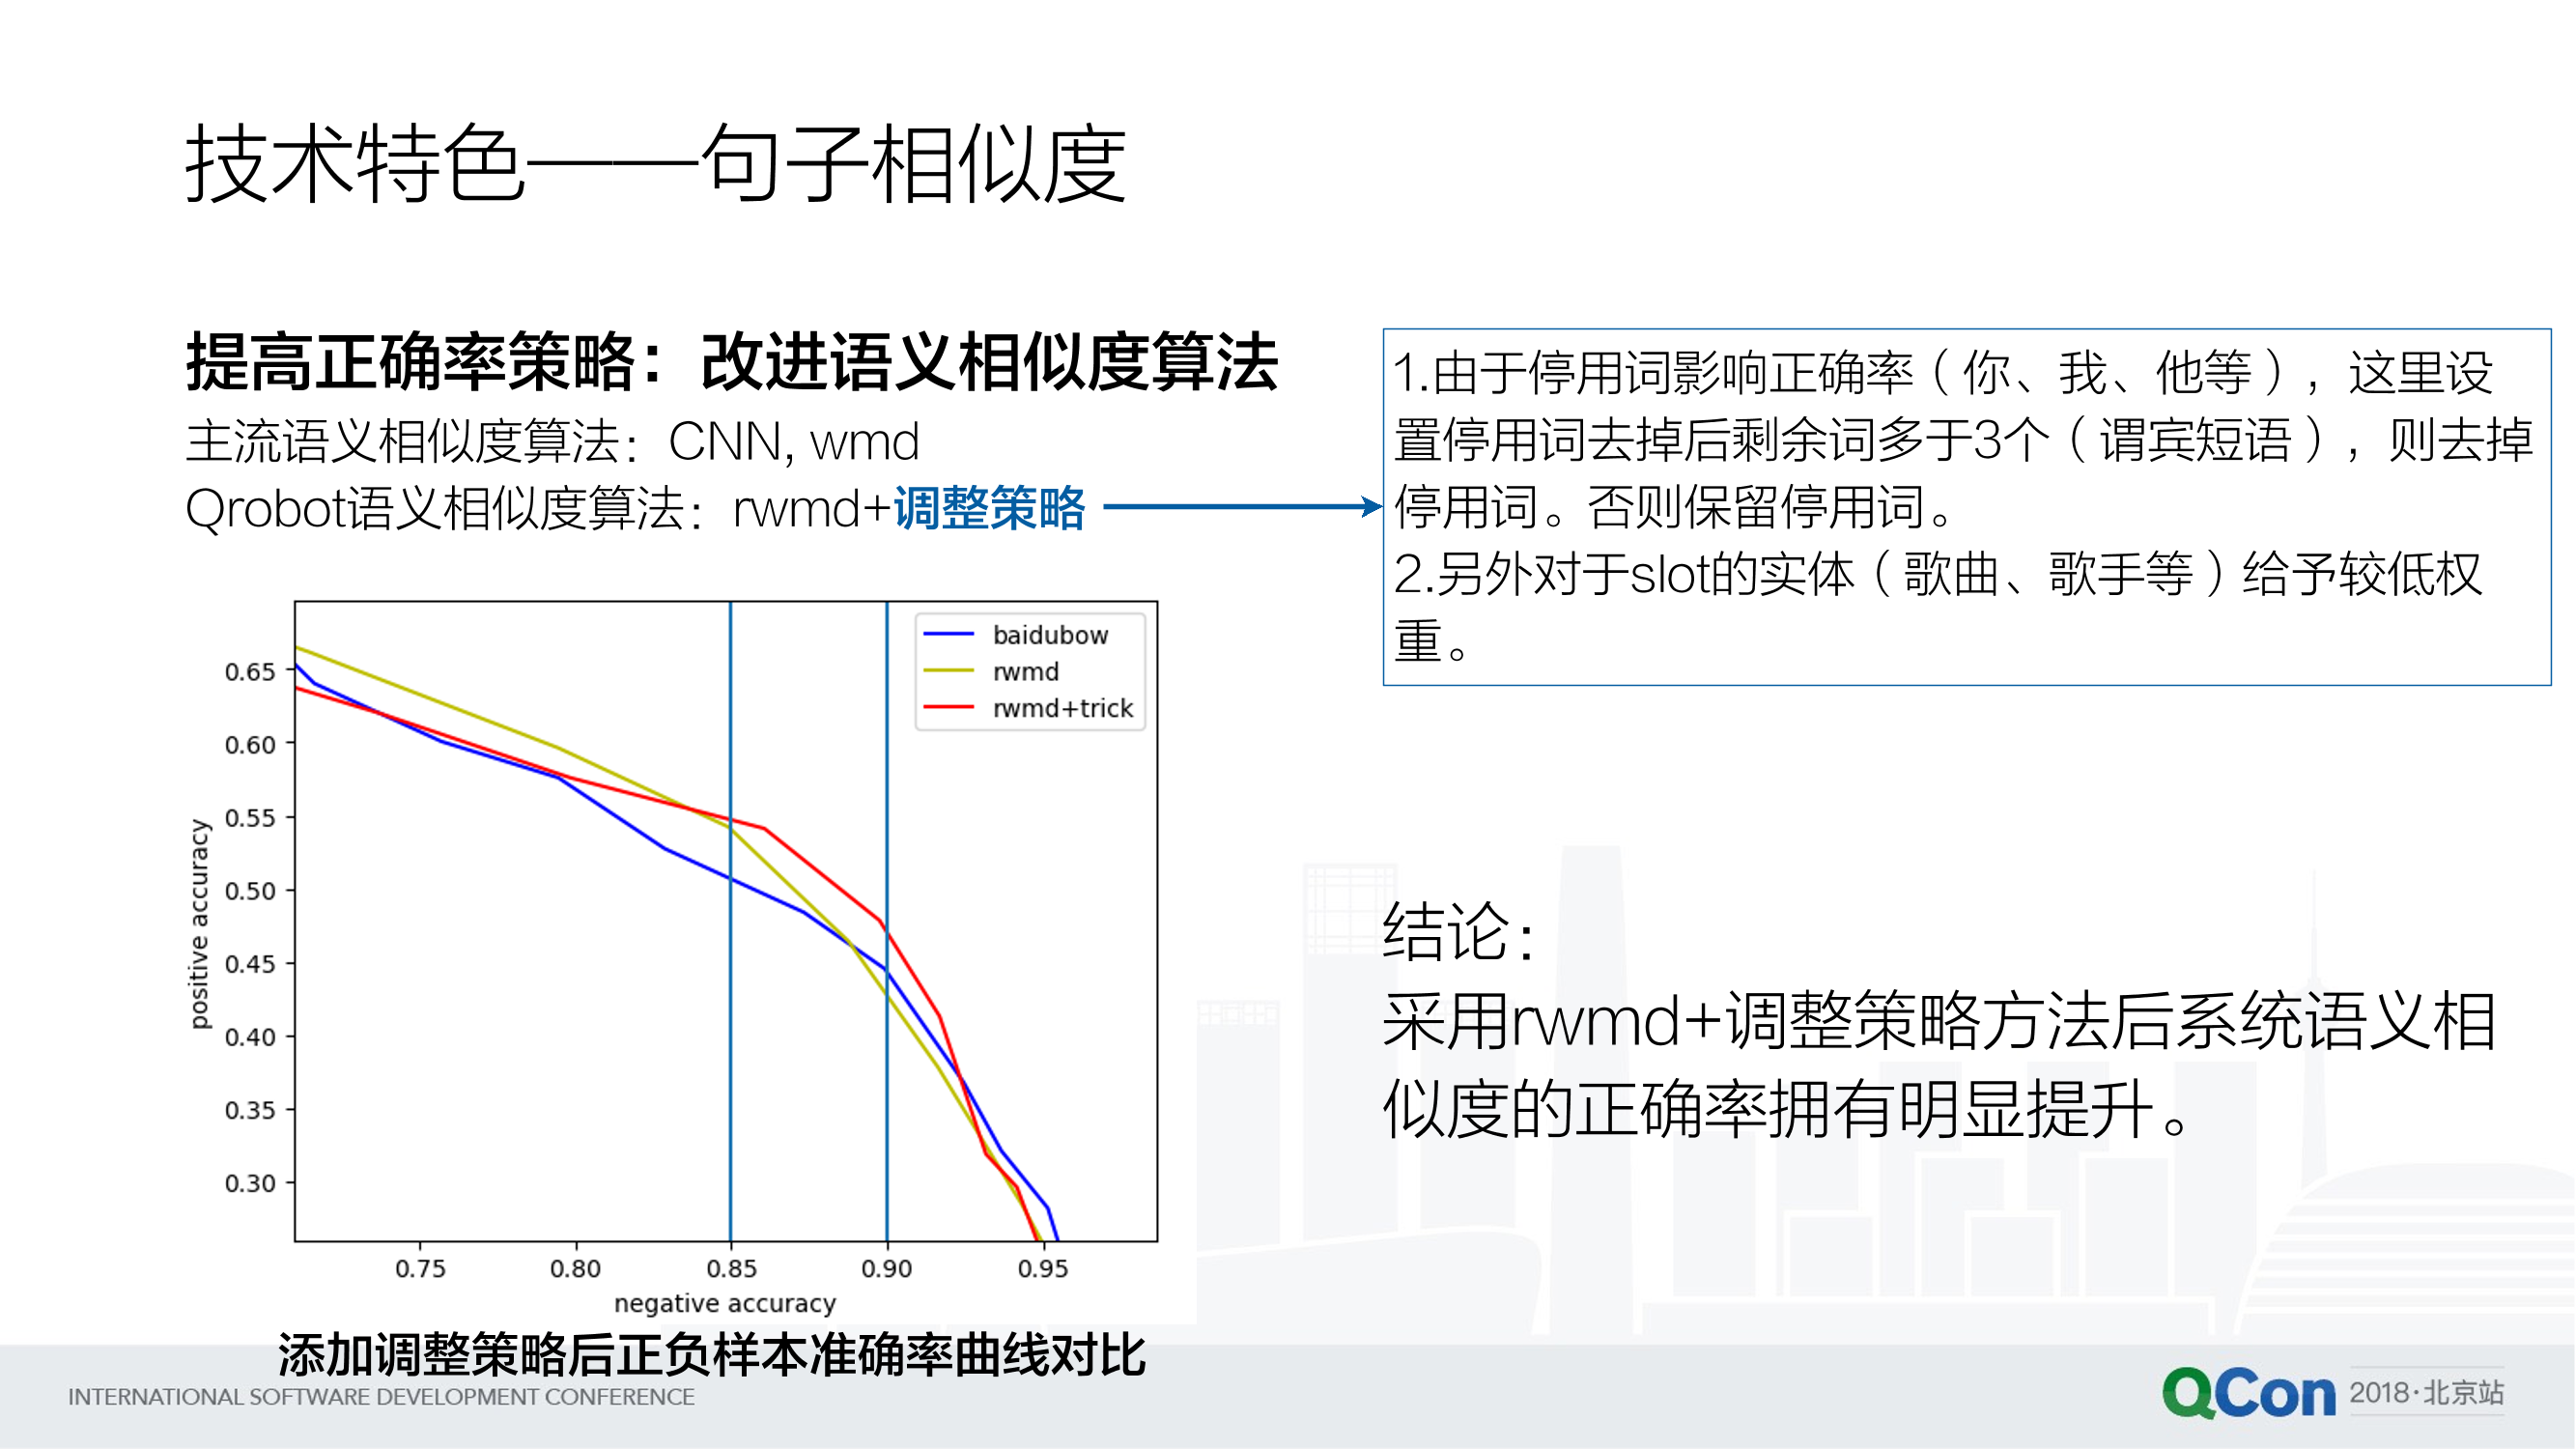 技术特色——句子相似度
提高正确率策略：改进语义相似度算法
主流语义相似度算法：CNN, wmd
Qrobot语义相似度算法：rwmd+调整策略
1.由于停用词影响正确率（你、我、他等），这里设
置停用词去掉后剩余词多于3个（谓宾短语），则去掉
停用词。否则保留停用词。
2.另外对于slot的实体（歌曲、歌手等）给予较低权
重。
baidubow
rwmd
rwmd+trick
0.65
0.60
0.55
0.50
0.45
0.40
0.35
0.30
positive accuracy
0.75 0.80 0.85 0.90 0.95
negative accuracy
添加调整策略后正负样本准确率曲线对比
结论：
采用rwmd+调整策略方法后系统语义相
似度的正确率拥有明显提升。
INTERNATIONAL SOFTWARE DEVELOPMENT CONFERENCE
QCon 2018·北京站